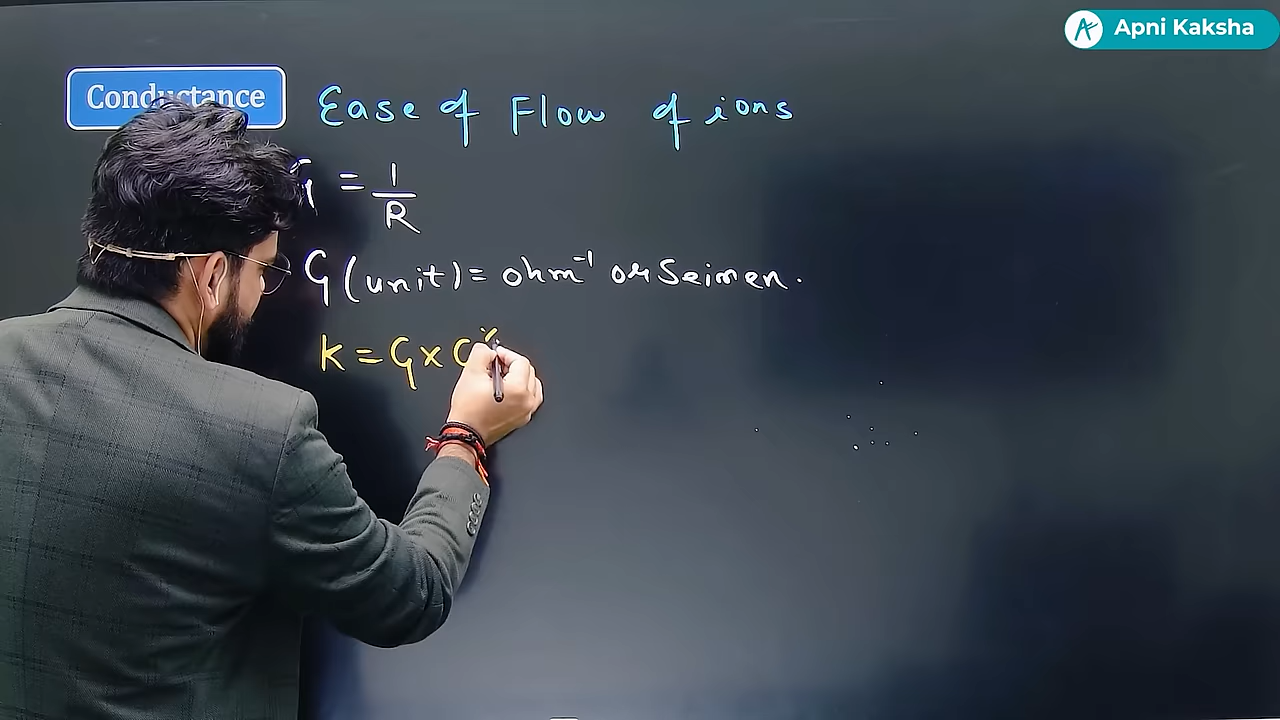 Apni Kaksha
Conductance
Ease of Flow of ions
G = 1/R
G (unit) = ohm⁻¹ or Seimen.
K = G × G*